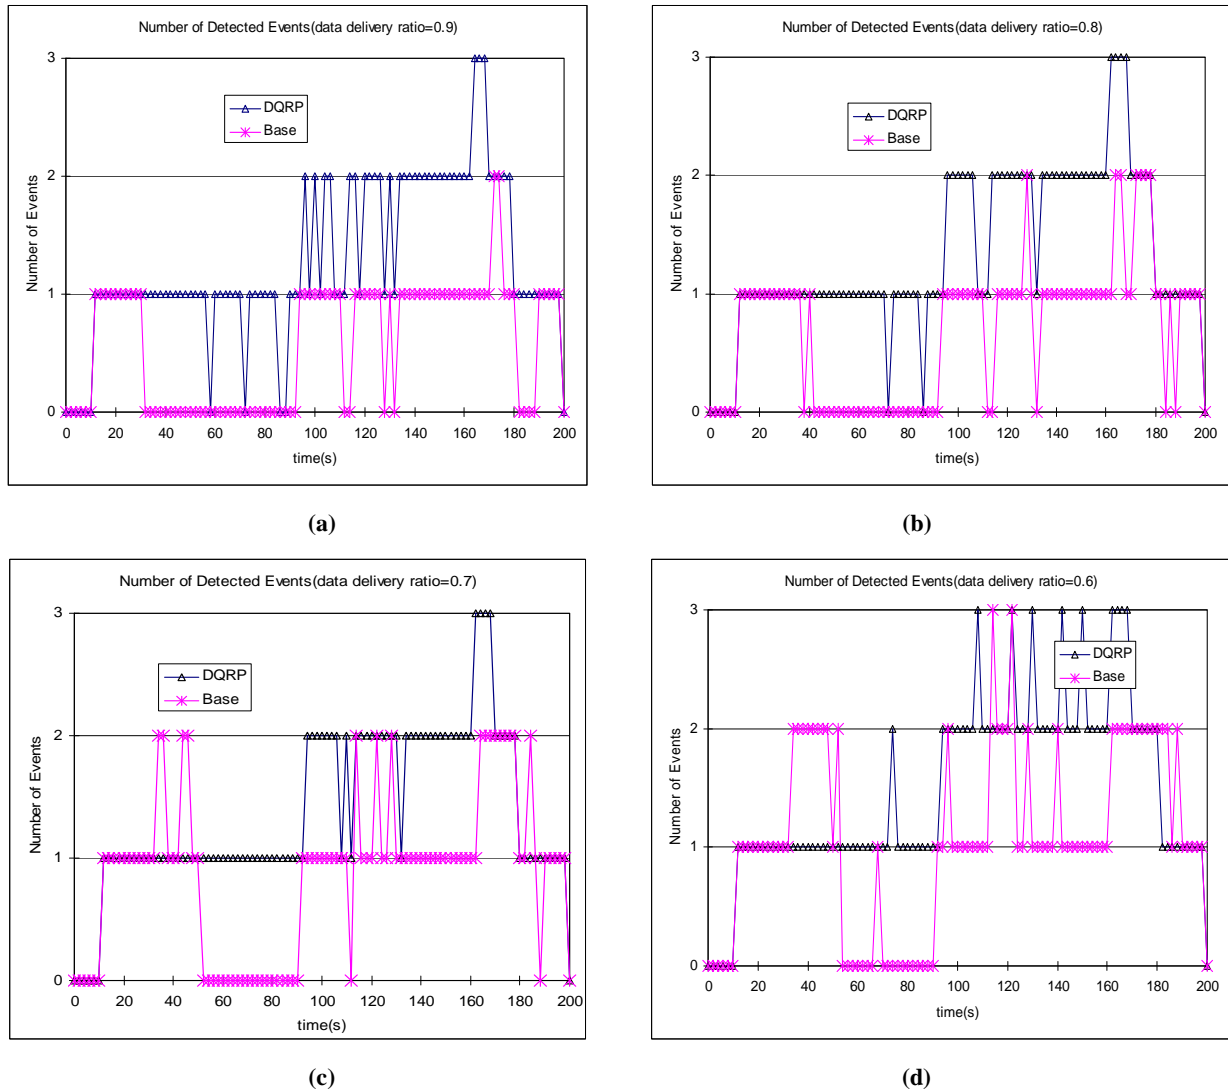 Number of Detected Events(data delivery ratio=0.9)
3
2
1
0
Number of Events
DQRP
Base
0 20 40 60 80 100 120 140 160 180 200
time(s)
(a)
Number of Detected Events(data delivery ratio=0.8)
3
2
1
0
Number of Events
DQRP
Base
0 20 40 60 80 100 120 140 160 180 200
time(s)
(b)
Number of Detected Events(data delivery ratio=0.7)
3
2
1
0
Number of Events
DQRP
Base
0 20 40 60 80 100 120 140 160 180 200
time(s)
(c)
Number of Detected Events(data delivery ratio=0.6)
3
2
1
0
Number of Events
DQRP
Base
0 20 40 60 80 100 120 140 160 180 200
time(s)
(d)